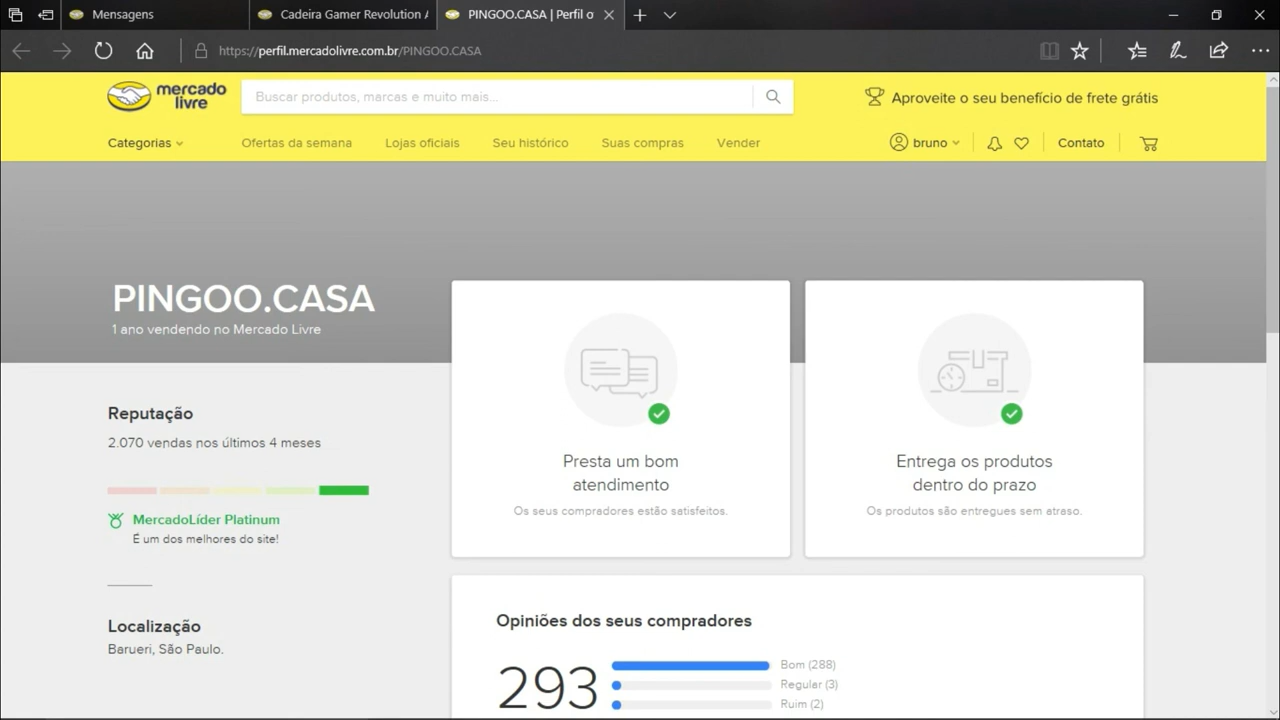 Mensagens
Cadeira Gamer Revolution
PINGOO.CASA | Perfil o
https://perfil.mercadolivre.com.br/PINGOO.CASA
mercado
livre
Buscar produtos, marcas e muito mais...
Aproveite o seu benefício de frete grátis
Categorias
Ofertas da semana
Lojas oficiais
Seu histórico
Suas compras
Vender
bruno
Contato
PINGOO.CASA
1 ano vendendo no Mercado Livre
Reputação
2.070 vendas nos últimos 4 meses
MercadoLíder Platinum
É um dos melhores do site!
Localização
Barueri, São Paulo.
Presta um bom
atendimento
Os seus compradores estão satisfeitos.
Entrega os produtos
dentro do prazo
Os produtos são entregues sem atraso.
Opiniões dos seus compradores
293
Bom (288)
Regular (3)
Ruim (2)